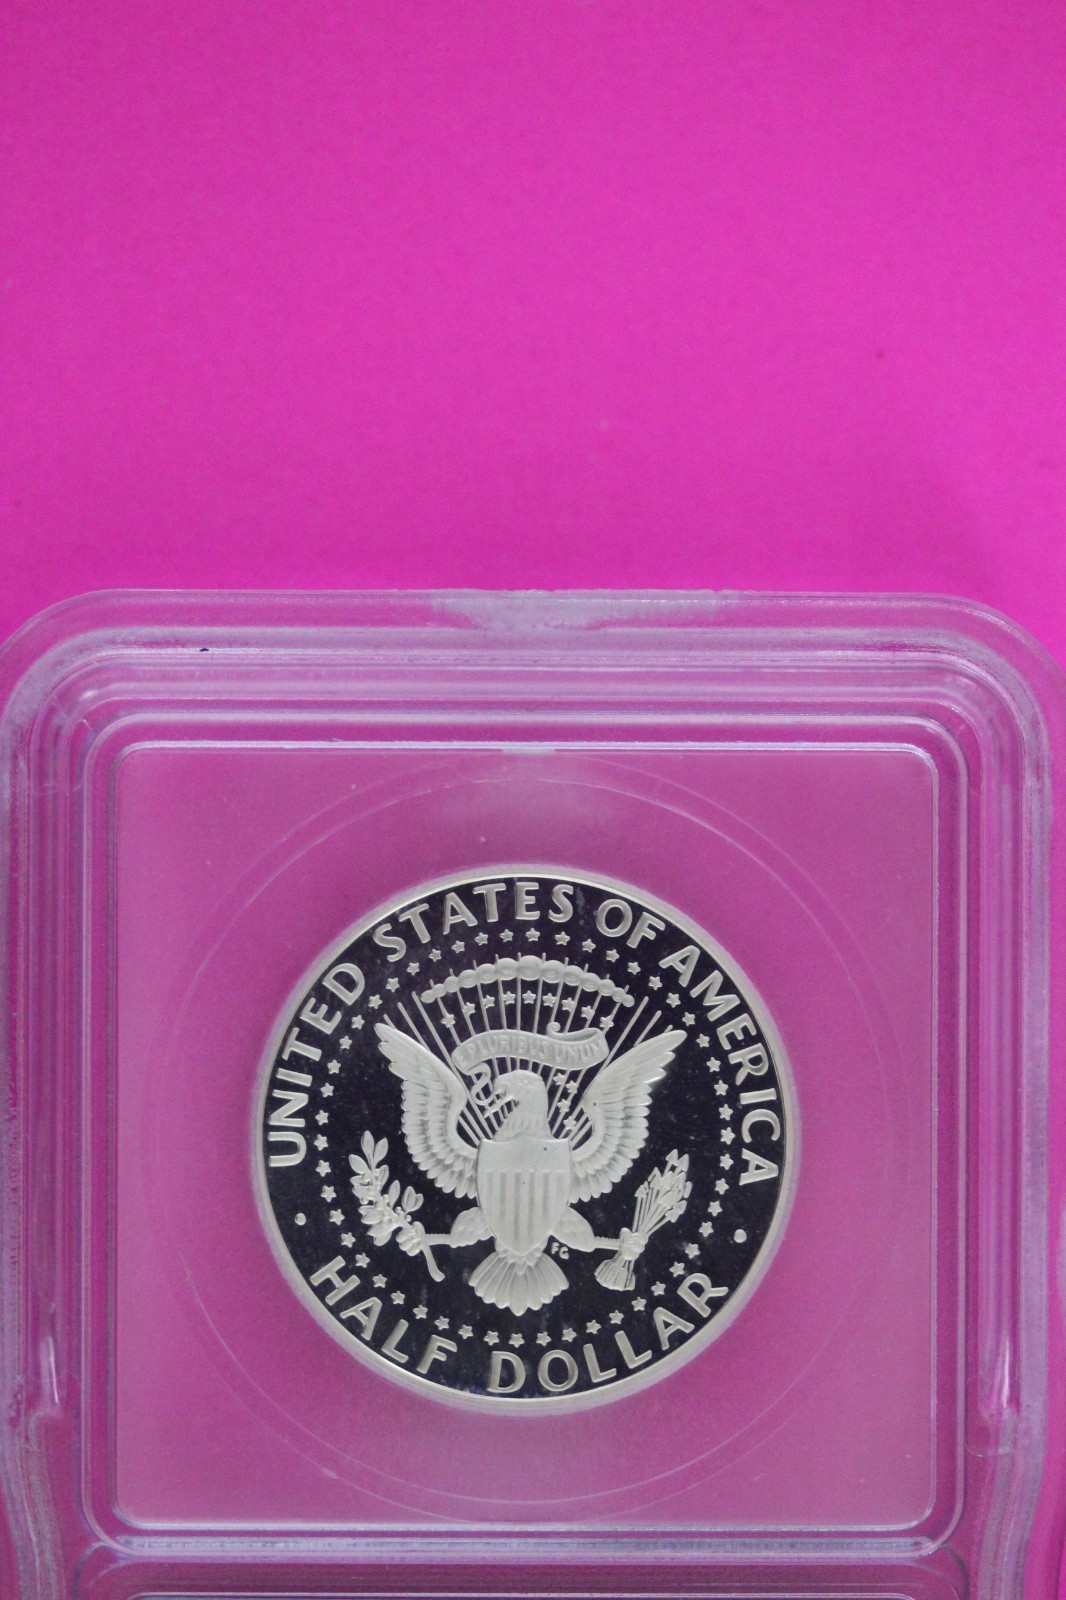 UNITED STATES OF AMERICA
E PLURIBUS UNUM
FG
HALF DOLLAR